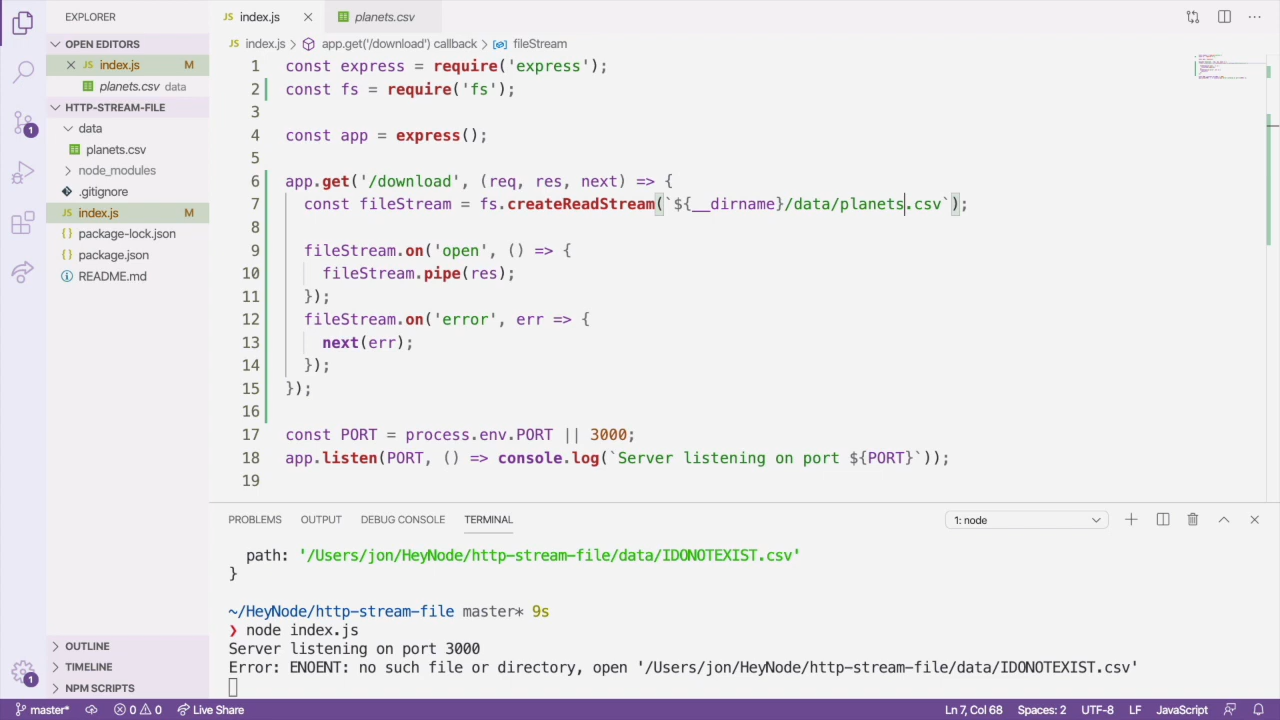 EXPLORER
OPEN EDITORS
JS index.js M
planets.csv data
HTTP-STREAM-FILE
data
planets.csv
node_modules
.gitignore
JS index.js M
{} package-lock.json
{} package.json
README.md
OUTLINE
TIMELINE
NPM SCRIPTS
1
1
JS index.js
planets.csv
JS index.js > app.get('/download') callback > fileStream
1 const express = require('express');
2 const fs = require('fs');
3
4 const app = express();
5
6 app.get('/download', (req, res, next) => {
7 const fileStream = fs.createReadStream(`${__dirname}/data/planets.csv`);
8
9 fileStream.on('open', () => {
10 fileStream.pipe(res);
11 });
12 fileStream.on('error', err => {
13 next(err);
14 });
15 });
16
17 const PORT = process.env.PORT || 3000;
18 app.listen(PORT, () => console.log(`Server listening on port ${PORT}`));
19
PROBLEMS OUTPUT DEBUG CONSOLE TERMINAL 1: node
path: '/Users/jon/HeyNode/http-stream-file/data/IDONOTEXIST.csv'
}
~/HeyNode/http-stream-file master* 9s
❯ node index.js
Server listening on port 3000
Error: ENOENT: no such file or directory, open '/Users/jon/HeyNode/http-stream-file/data/IDONOTEXIST.csv'
master* 0 0 Live Share Ln 7, Col 68 Spaces: 2 UTF-8 LF JavaScript